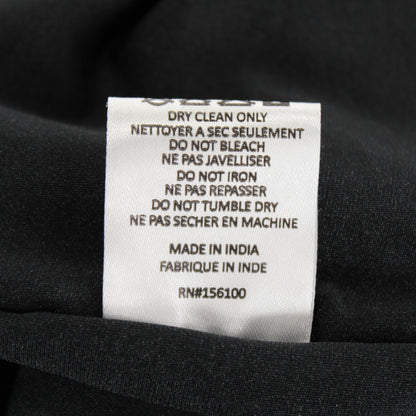 DRY CLEAN ONLY
NETTOYER A SEC SEULEMENT
DO NOT BLEACH
NE PAS JAVELLISER
DO NOT IRON
NE PAS REPASSER
DO NOT TUMBLE DRY
NE PAS SECHER EN MACHINE
MADE IN INDIA
FABRIQUE IN INDE
RN#156100